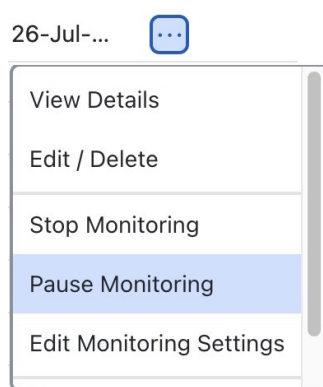 26-Jul-...
View Details
Edit / Delete
Stop Monitoring
Pause Monitoring
Edit Monitoring Settings